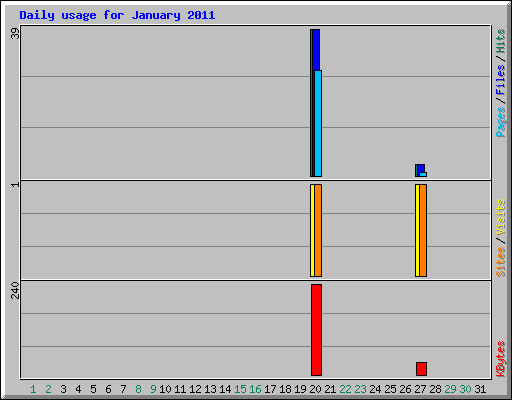 Daily usage for January 2011
39
Pages / Files / Hits
1
Sites / Visits
240
KBytes
1 2 3 4 5 6 7 8 9 10 11 12 13 14 15 16 17 18 19 20 21 22 23 24 25 26 27 28 29 30 31